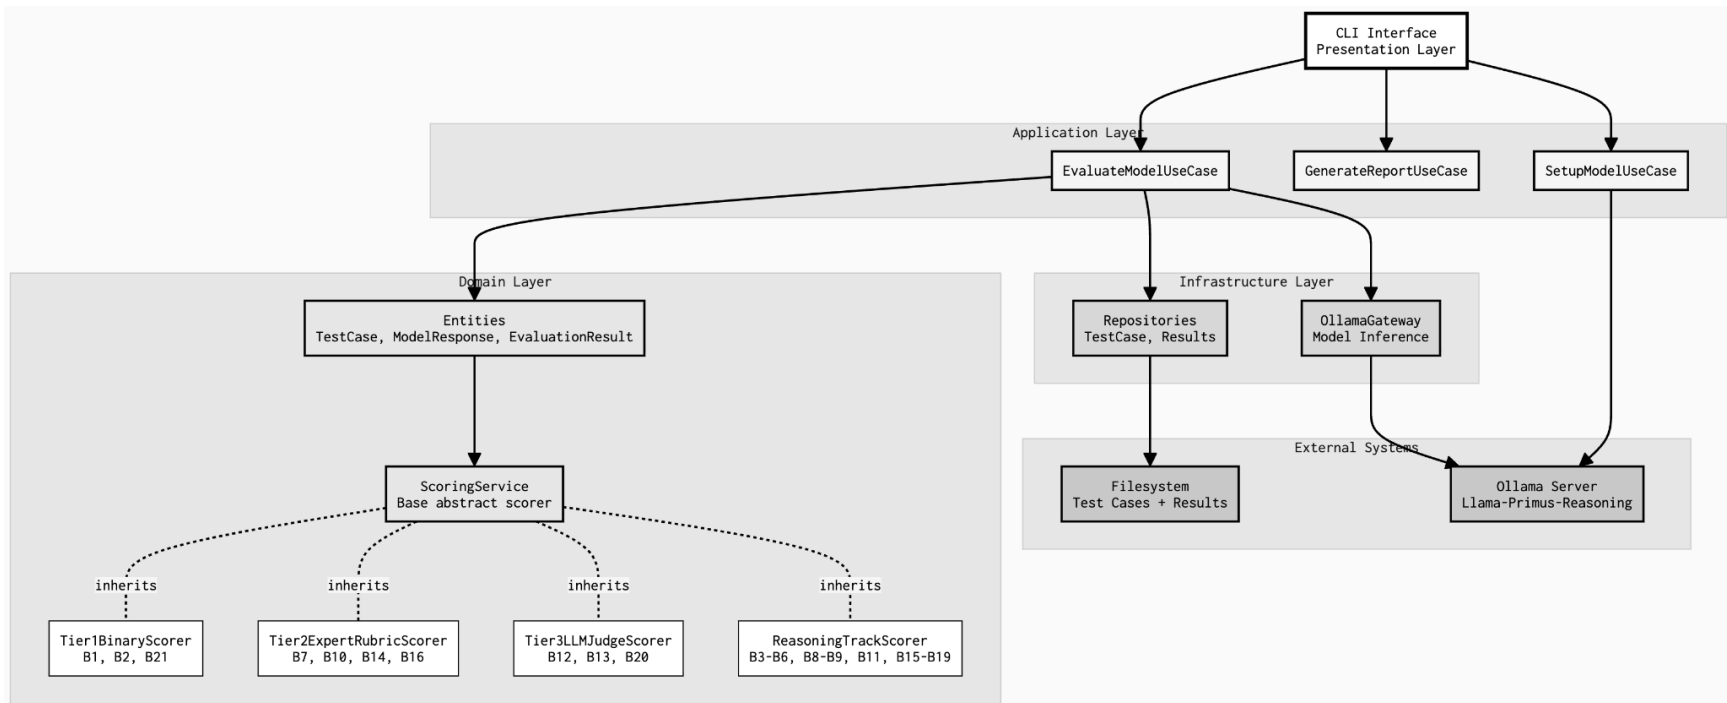 CLI Interface
Presentation Layer
Application Layer
EvaluateModelUseCase
GenerateReportUseCase
SetupModelUseCase
Domain Layer
Infrastructure Layer
Entities
TestCase, ModelResponse, EvaluationResult
Repositories
TestCase, Results
OllamaGateway
Model Inference
External Systems
ScoringService
Base abstract scorer
Filesystem
Test Cases + Results
Ollama Server
Llama-Primus-Reasoning
inherits
inherits
inherits
inherits
Tier1BinaryScorer
B1, B2, B21
Tier2ExpertRubricScorer
B7, B10, B14, B16
Tier3LLMJudgeScorer
B12, B13, B20
ReasoningTrackScorer
B3-B6, B8-B9, B11, B15-B19